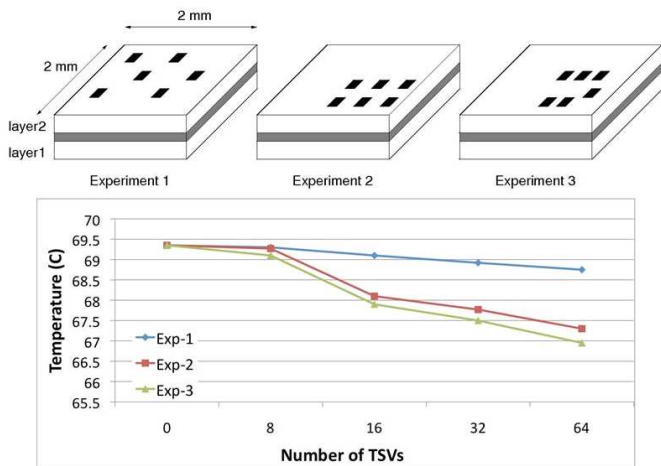 2 mm
2 mm
layer2
layer1
Experiment 1
Experiment 2
Experiment 3
70
69.5
69
68.5
68
67.5
67
66.5
66
65.5
Temperature (C)
Exp-1
Exp-2
Exp-3
0 8 16 32 64
Number of TSVs